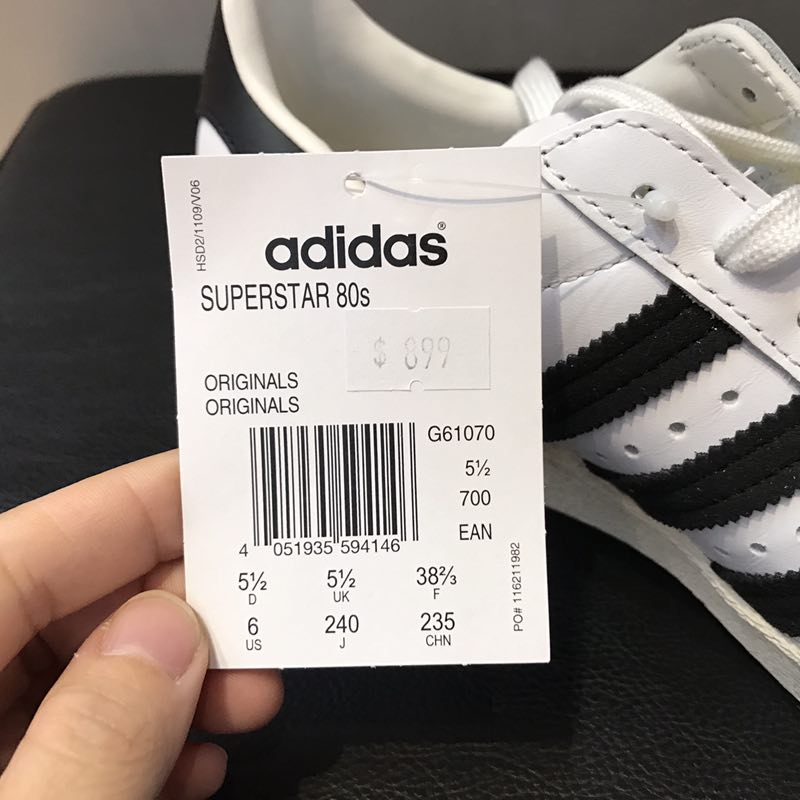 HSD2/1109/V06
adidas®
SUPERSTAR 80s
$ 899
ORIGINALS
ORIGINALS
G61070
5½
700
EAN
4 051935 594146
5½ 5½ 38⅔
D UK F
6 240 235
US J CHN
PO# 116211982